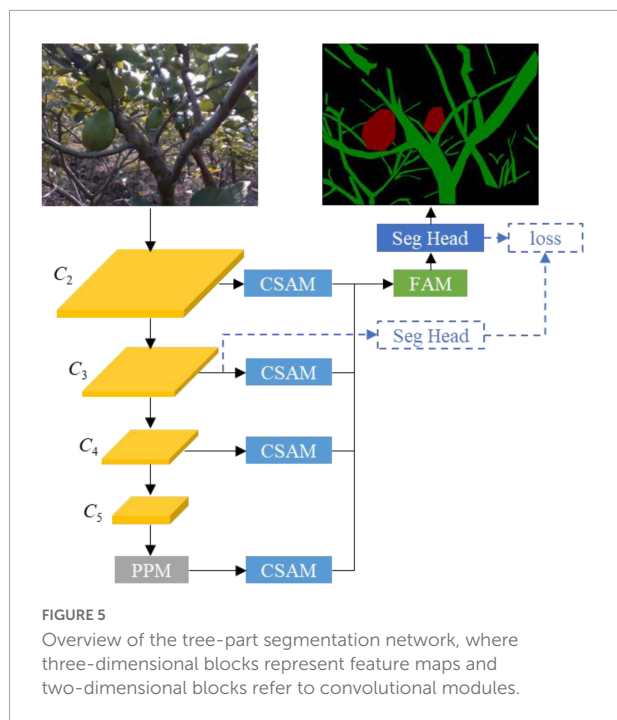 Seg Head
loss
C2
CSAM
FAM
Seg Head
C3
CSAM
C4
CSAM
C5
PPM
CSAM
FIGURE 5
Overview of the tree-part segmentation network, where
three-dimensional blocks represent feature maps and
two-dimensional blocks refer to convolutional modules.